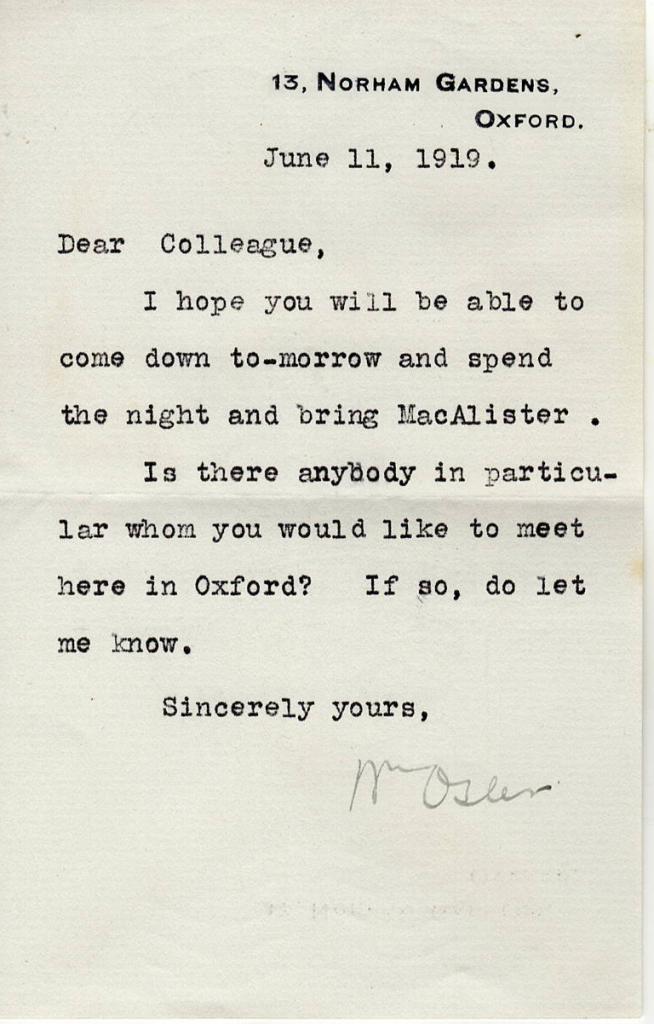 13, NORHAM GARDENS,
OXFORD.
June 11, 1919.
Dear Colleague,
I hope you will be able to
come down to-morrow and spend
the night and bring MacAlister .
Is there anybody in particu-
lar whom you would like to meet
here in Oxford? If so, do let
me know.
Sincerely yours,
Wm Osler